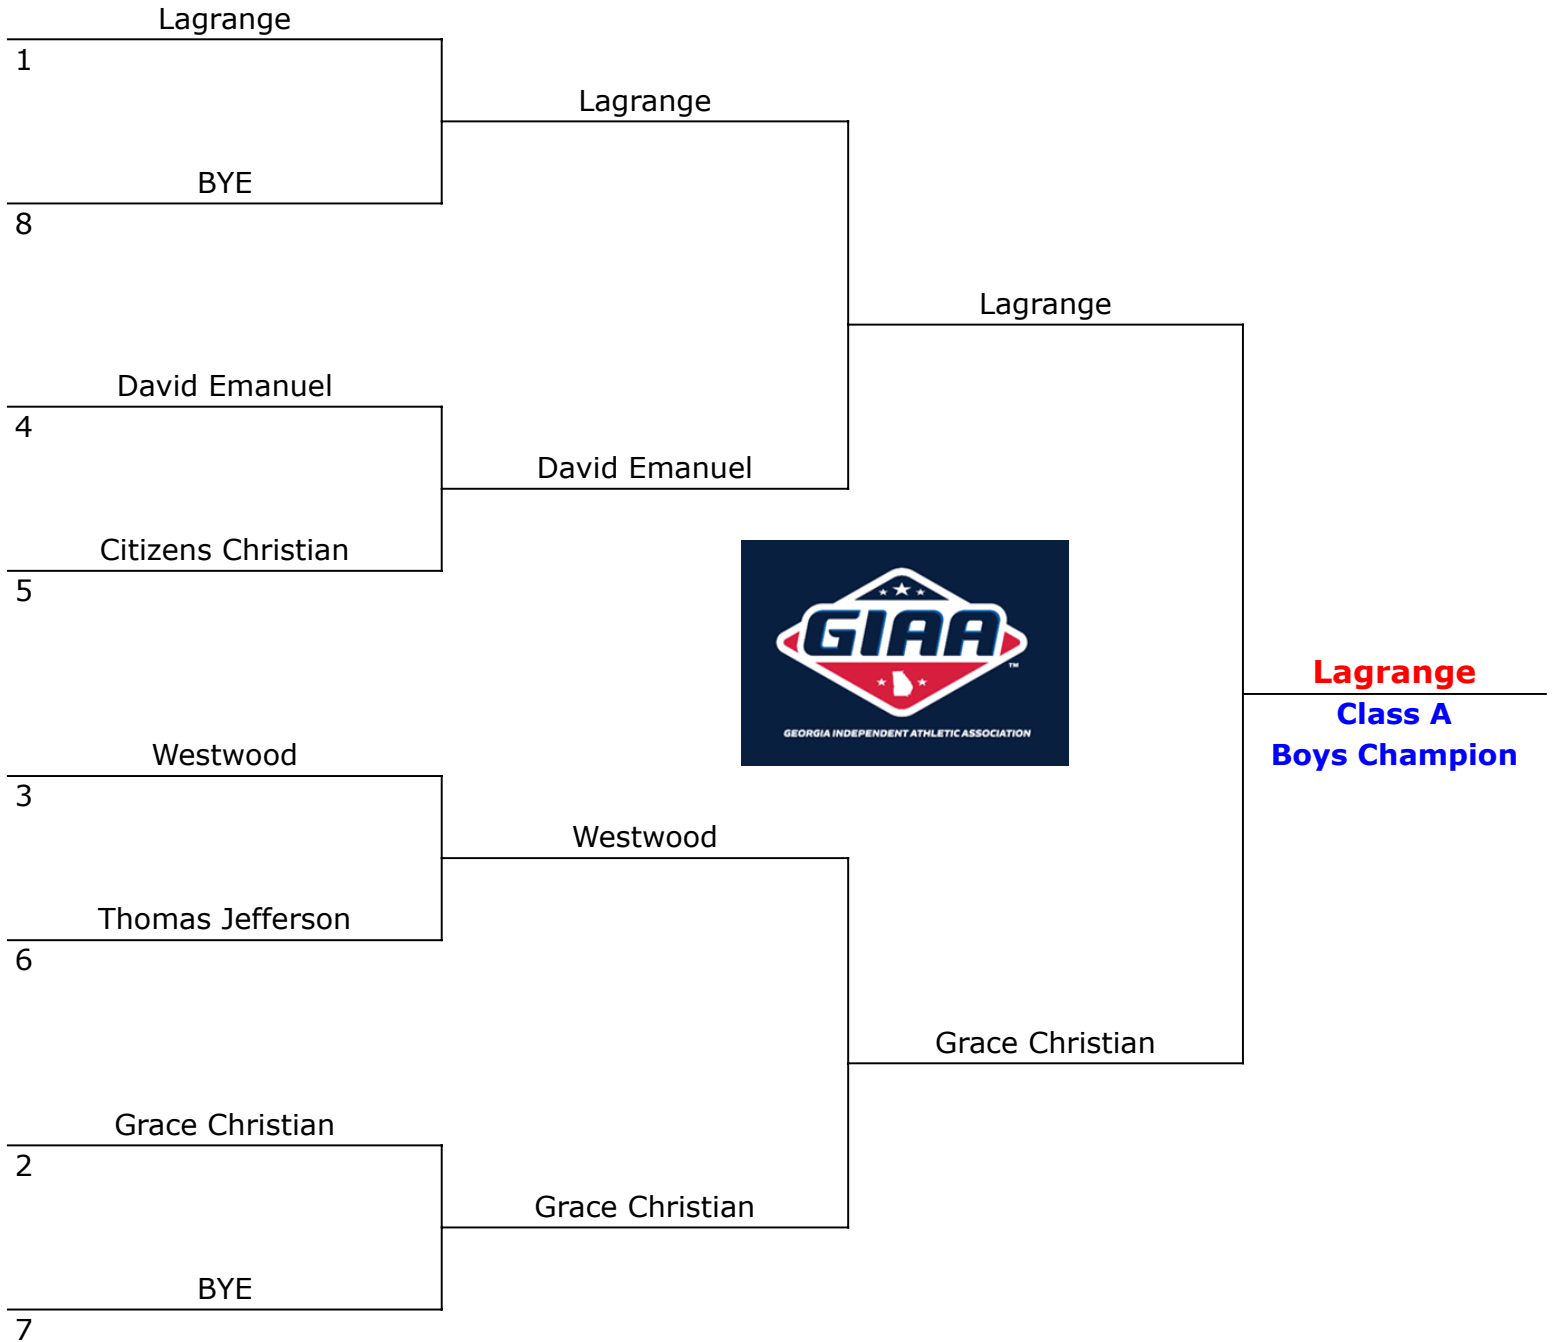 Lagrange
1
Lagrange
BYE
8
Lagrange
David Emanuel
4
David Emanuel
Citizens Christian
5
GIAA
TM
GEORGIA INDEPENDENT ATHLETIC ASSOCIATION
Lagrange
Class A
Boys Champion
Westwood
3
Westwood
Thomas Jefferson
6
Grace Christian
Grace Christian
2
Grace Christian
BYE
7